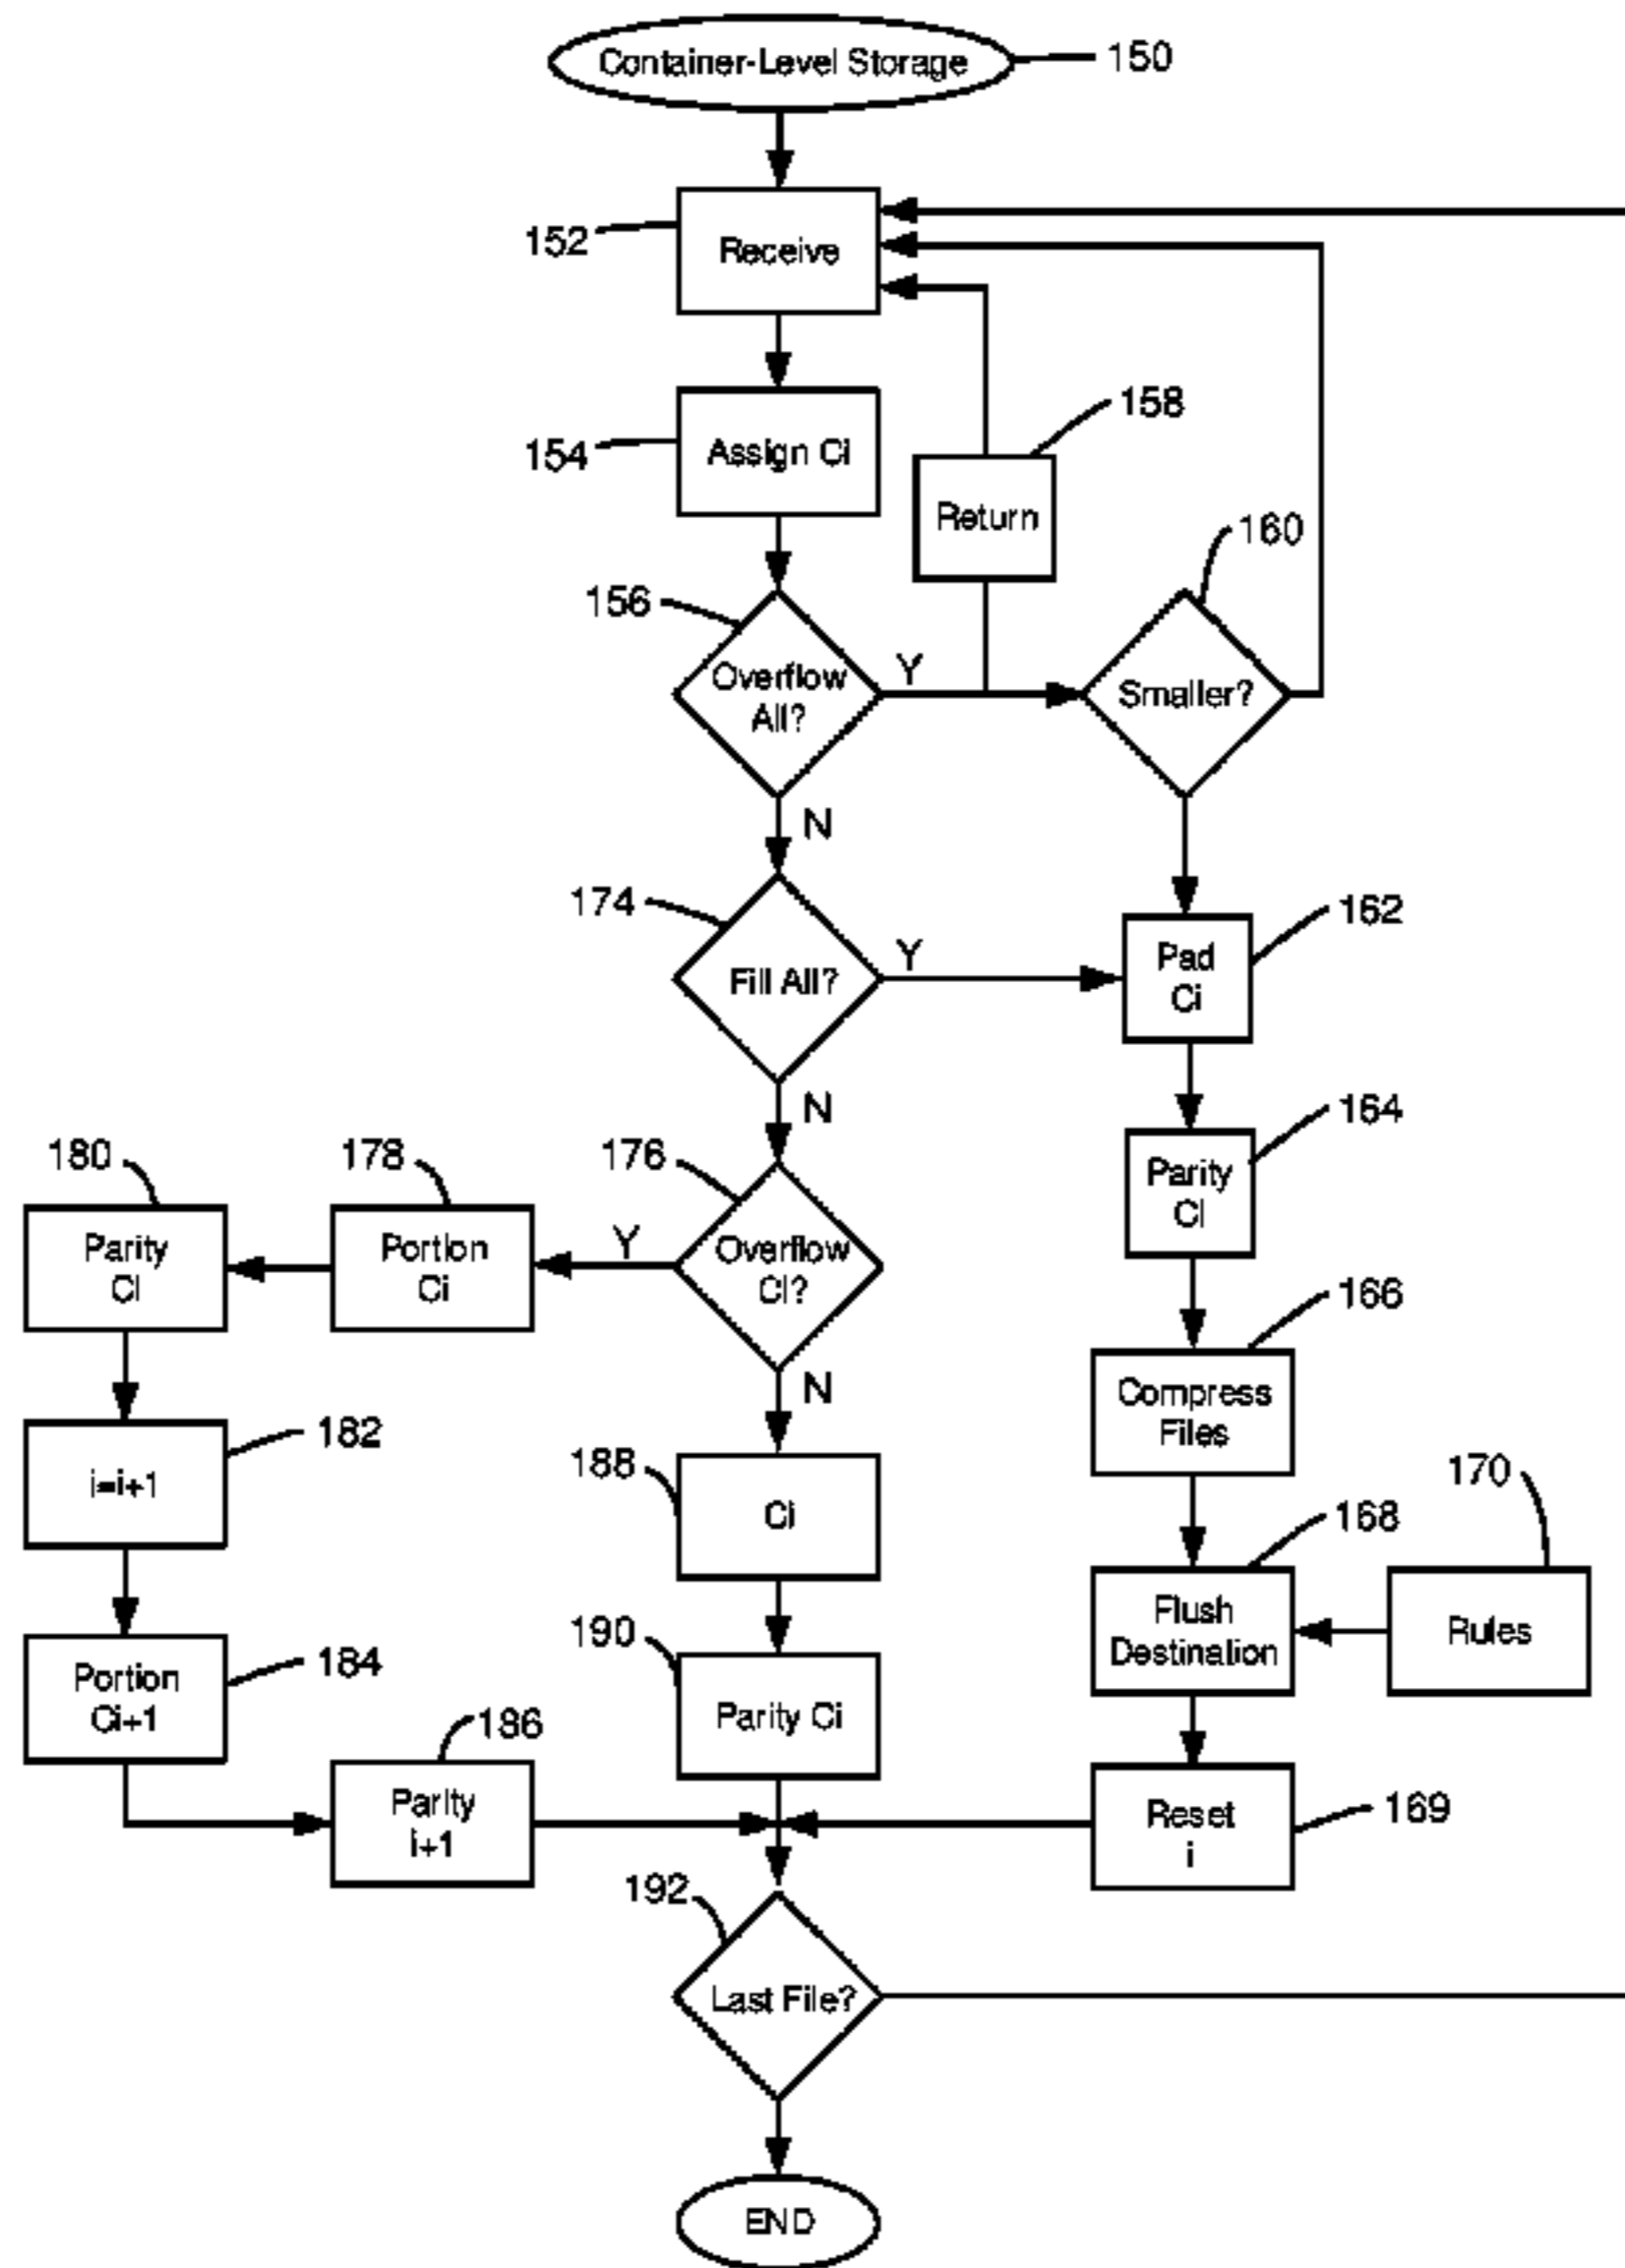 Container-Level Storage
150
152
Receive
154
Assign Ci
158
Return
160
156
Overflow
All?
Y
Smaller?
N
174
Fill All?
Y
162
Pad
Ci
N
164
Parity
Ci
180
178
176
Parity
Ci
Portion
Ci
Y
Overflow
Ci?
166
Compress
Files
N
182
i=i+1
188
Ci
170
168
Flush
Destination
Rules
184
Portion
Ci+1
190
Parity Ci
186
Parity
i+1
Reset
i
169
192
Last File?
END